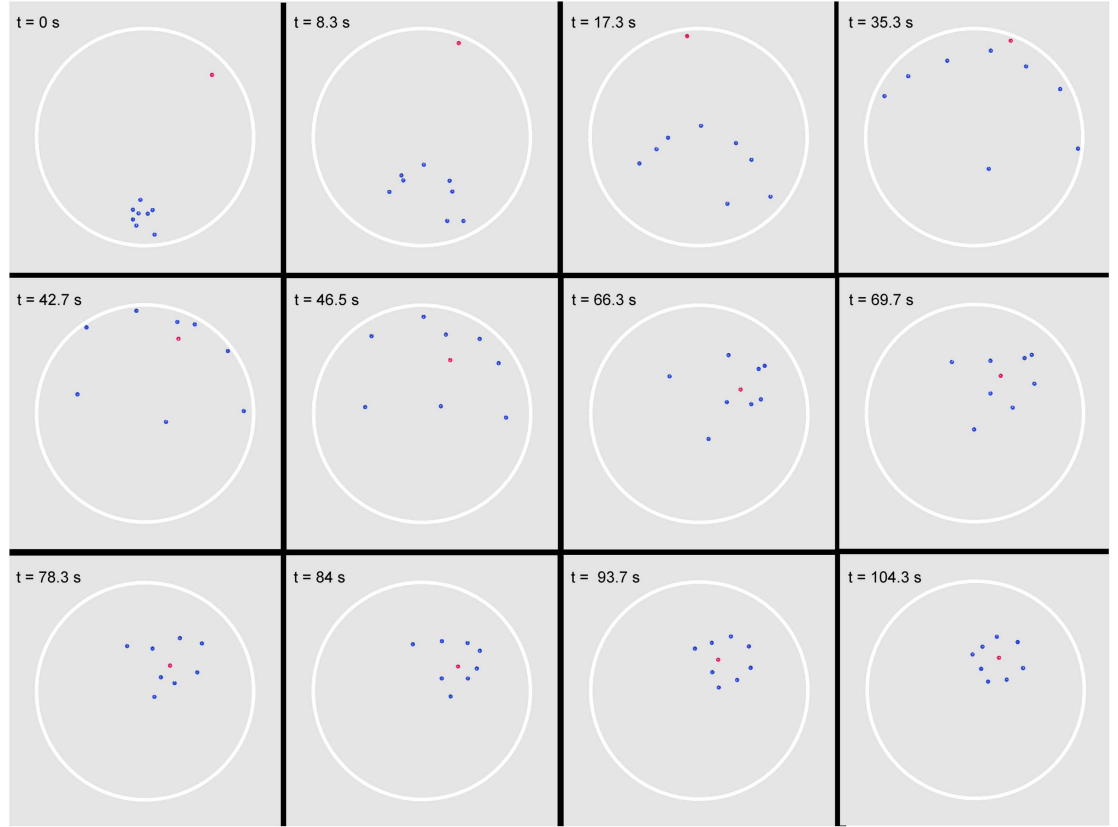 t = 0 s
t = 8.3 s
t = 17.3 s
t = 35.3 s
t = 42.7 s
t = 46.5 s
t = 66.3 s
t = 69.7 s
t = 78.3 s
t = 84 s
t =  93.7 s
t = 104.3 s